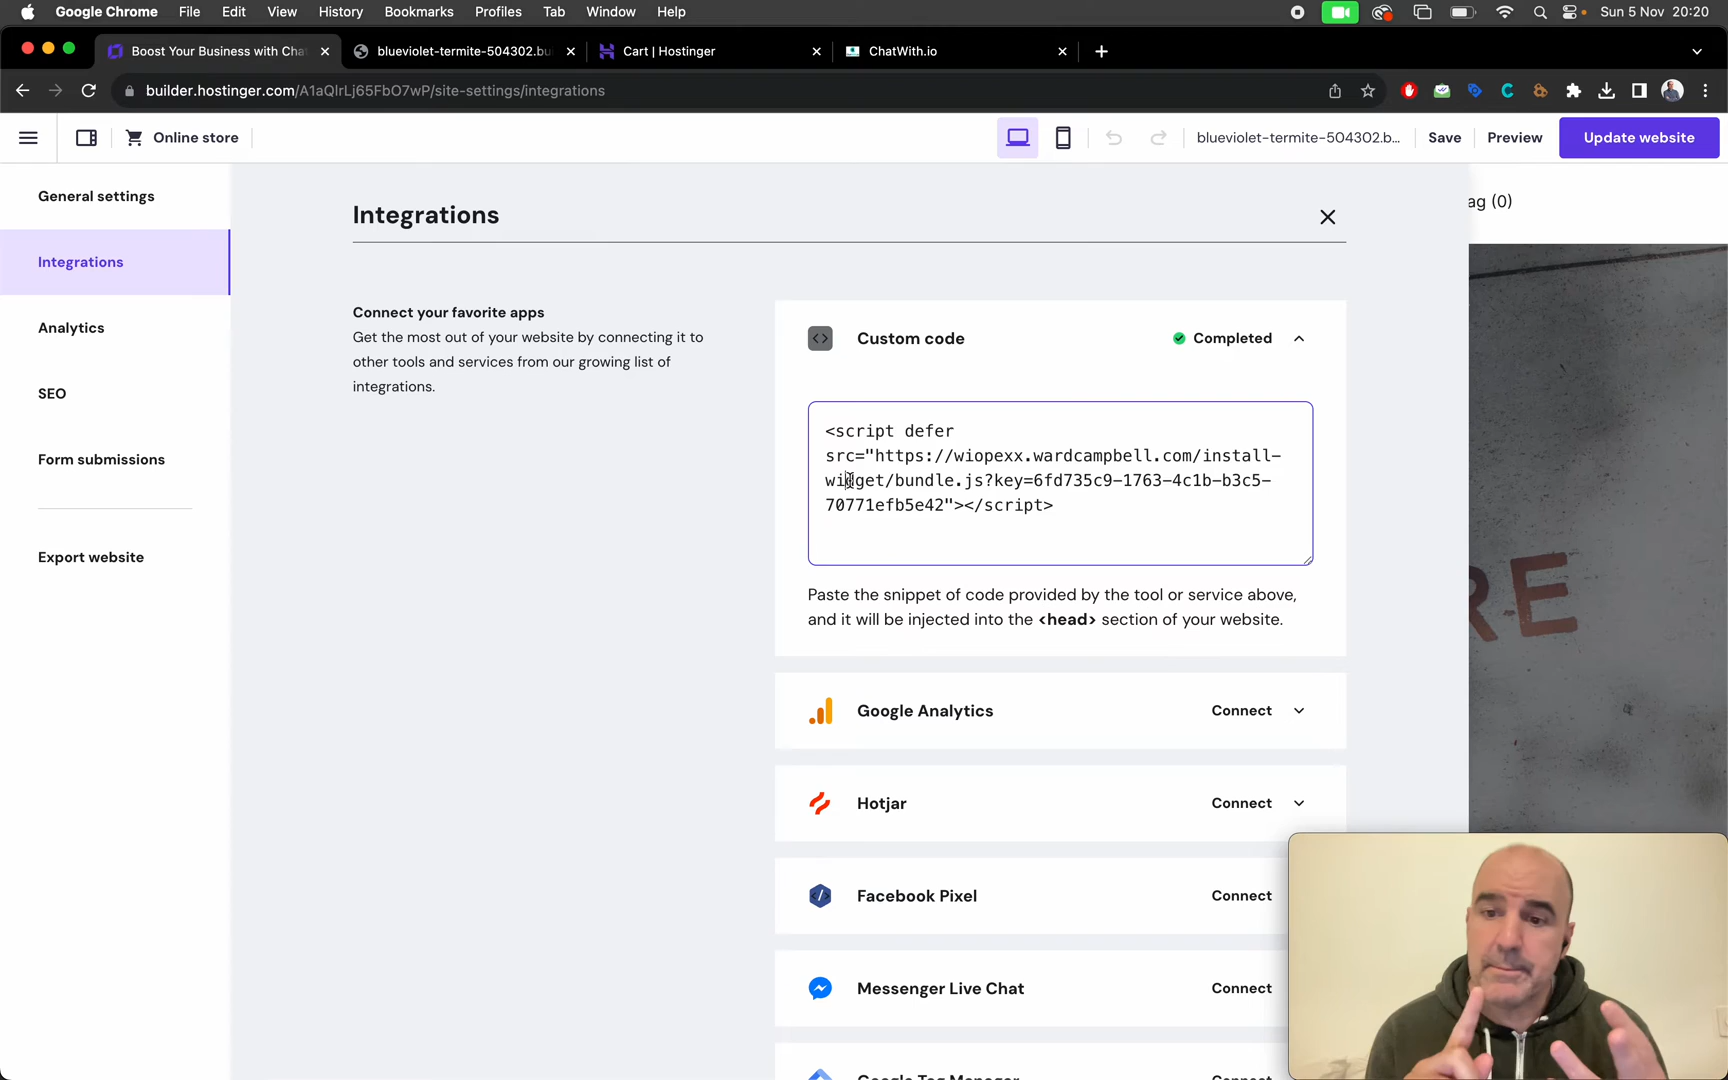 Google Chrome File Edit View History Bookmarks Profiles Tab Window Help Sun 5 Nov 20:20
Boost Your Business with Cha blueviolet-termite-504302.bu Cart | Hostinger ChatWith.io
builder.hostinger.com/A1aQlrLj65FbO7wP/site-settings/integrations
Online store blueviolet-termite-504302.b... Save Preview Update website
General settings
Integrations
Analytics
SEO
Form submissions
Export website
Integrations
Connect your favorite apps
Get the most out of your website by connecting it to
other tools and services from our growing list of
integrations.
Custom code Completed
<script defer
src="https://wiopexx.wardcampbell.com/install-
widget/bundle.js?key=6fd735c9-1763-4c1b-b3c5-
70771efb5e42"></script>
Paste the snippet of code provided by the tool or service above,
and it will be injected into the <head> section of your website.
Google Analytics Connect
Hotjar Connect
Facebook Pixel Connect
Messenger Live Chat Connect
Google Tag Manager
ag (0)
RE